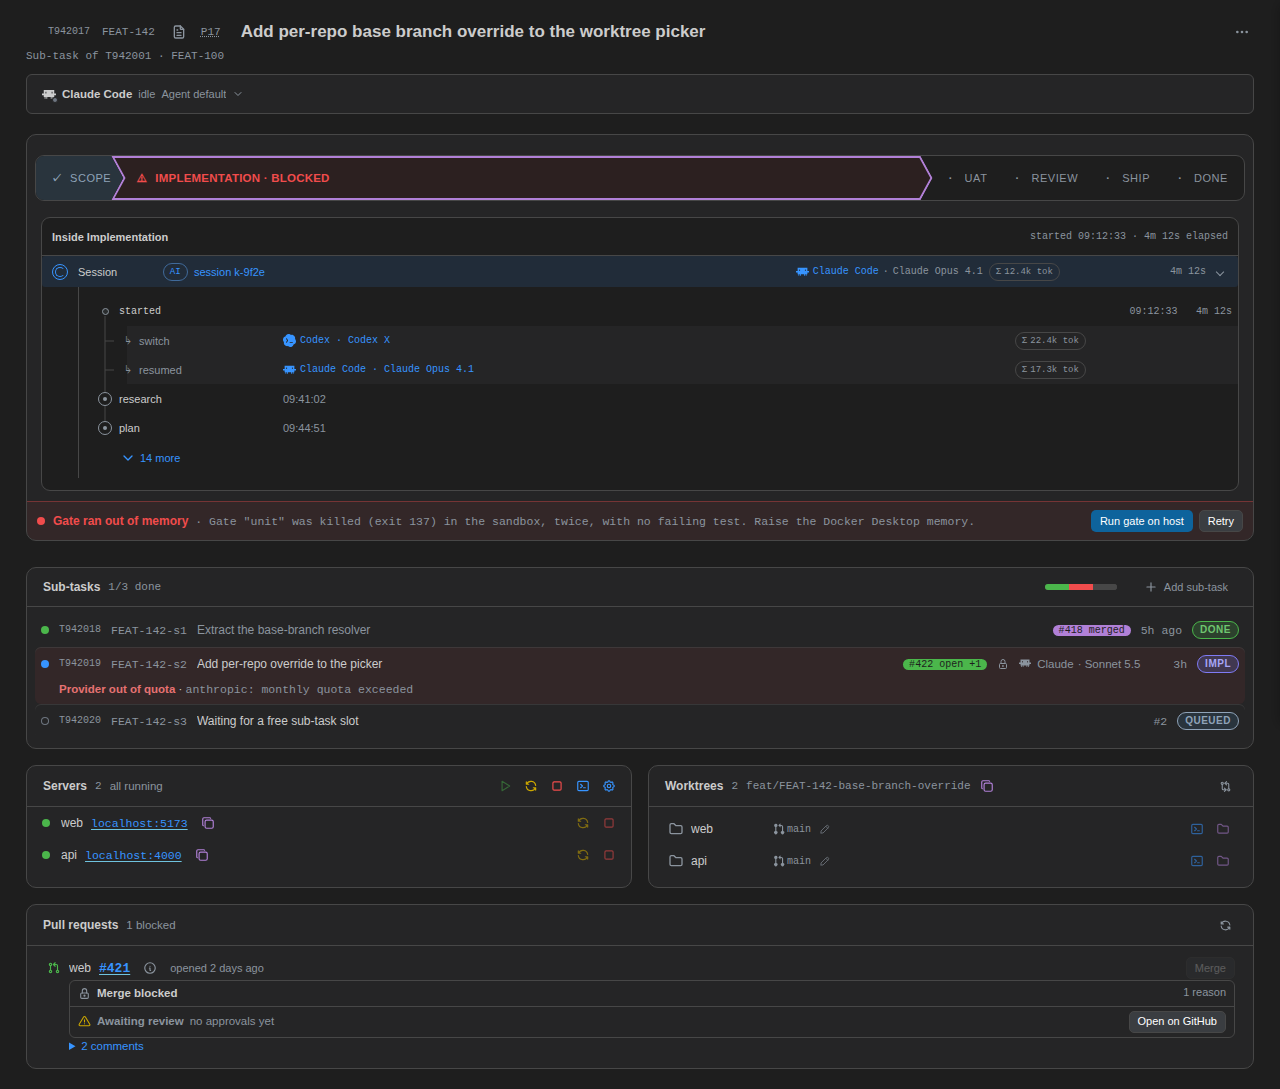 T942017 FEAT-142 P17 Add per-repo base branch override to the worktree picker
Sub-task of T942001 · FEAT-100
Claude Code idle Agent default
SCOPE
IMPLEMENTATION · BLOCKED
· UAT
· REVIEW
· SHIP
· DONE
Inside Implementation
started 09:12:33 · 4m 12s elapsed
Session AI session k-9f2e Claude Code · Claude Opus 4.1 Σ 12.4k tok 4m 12s
started 09:12:33 4m 12s
↳ switch Codex · Codex X Σ 22.4k tok
↳ resumed Claude Code · Claude Opus 4.1 Σ 17.3k tok
research 09:41:02
plan 09:44:51
14 more
Gate ran out of memory · Gate "unit" was killed (exit 137) in the sandbox, twice, with no failing test. Raise the Docker Desktop memory. Run gate on host Retry
Sub-tasks 1/3 done Add sub-task
T942018 FEAT-142-s1 Extract the base-branch resolver #418 merged 5h ago DONE
T942019 FEAT-142-s2 Add per-repo override to the picker #422 open +1 Claude · Sonnet 5.5 3h IMPL
Provider out of quota · anthropic: monthly quota exceeded
T942020 FEAT-142-s3 Waiting for a free sub-task slot #2 QUEUED
Servers 2 all running
web localhost:5173
api localhost:4000
Worktrees 2 feat/FEAT-142-base-branch-override
web main
api main
Pull requests 1 blocked
web #421 opened 2 days ago Merge
Merge blocked 1 reason
Awaiting review no approvals yet Open on GitHub
2 comments